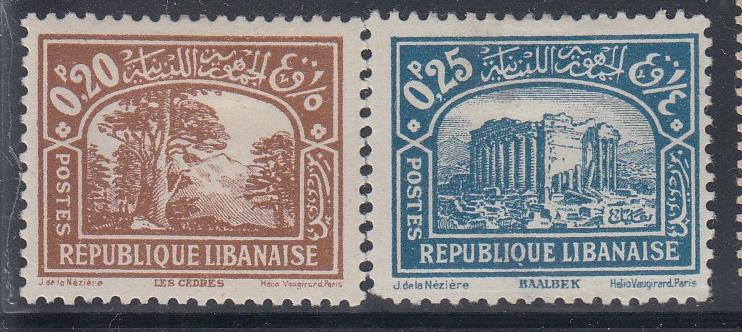 الجمهورية اللبنانية
0,20 P
POSTES
REPUBLIQUE LIBANAISE
J. de la Nézière LES CEDRES Hélio Vaugirard. Paris
الجمهورية اللبنانية
0,25 P
POSTES
REPUBLIQUE LIBANAISE
J. de la Nézière BAALBEK Hélio Vaugirard. Paris